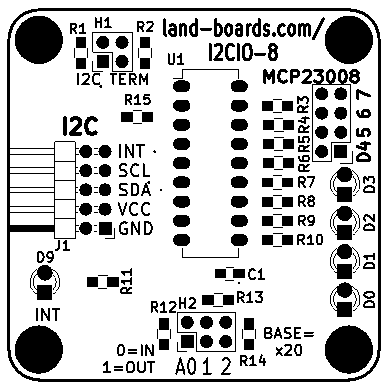 R1 H1 R2 land-boards.com/
U1 I2CIO-8
I2C TERM
MCP23008
R15
R3
R4
R5
R6
7
6
5
D4
I2C
INT
SCL
SDA
VCC
GND
J1
R7
R8
R9
R10
D3
D2
D1
D0
D9
INT
R11
C1
R13
R12 H2
R14
BASE=
x20
0=IN
1=OUT
A0 1 2